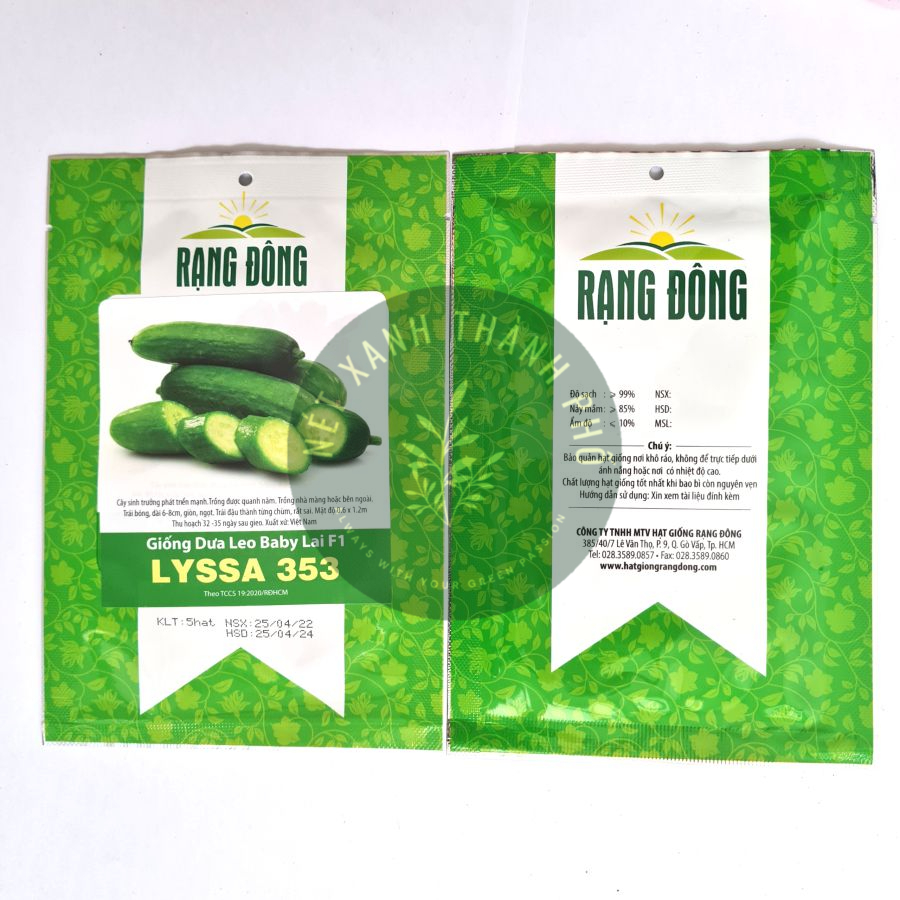 RẠNG ĐÔNG
Cây sinh trưởng phát triển mạnh.Trồng được quanh năm. Trồng nhà màng hoặc bên ngoài.
Trái bóng, dài 6-8cm, giòn, ngọt. Trái đậu thành từng chùm, rất sai. Mật độ 0.6 x 1.2m
Thu hoạch 32 -35 ngày sau gieo. Xuất xứ: Việt Nam
Giống Dưa Leo Baby Lai F1
LYSSA 353
Theo TCCS 19:2020/RĐHCM
KLT:5hat NSX:25/04/22
HSD:25/04/24
RẠNG ĐÔNG
Độ sạch : ⩾ 99% NSX:
Nảy mầm: ⩾ 85% HSD:
Ẩm độ : ⩽ 10% MSL:
Chú ý:
Bảo quản hạt giống nơi khô ráo, không để trực tiếp dưới
ánh nắng hoặc nơi có nhiệt độ cao.
Chất lượng hạt giống tốt nhất khi bao bì còn nguyên vẹn
Hướng dẫn sử dụng: Xin xem tài liệu đính kèm
CÔNG TY TNHH MTV HẠT GIỐNG RẠNG ĐÔNG
385/40/7 Lê Văn Thọ, P. 9, Q. Gò Vấp, Tp. HCM
Tel: 028.3589.0857 • Fax: 028.3589.0860
www.hatgiongrangdong.com
NÉT XANH THÀNH PHỐ
WITH YOUR GREEN